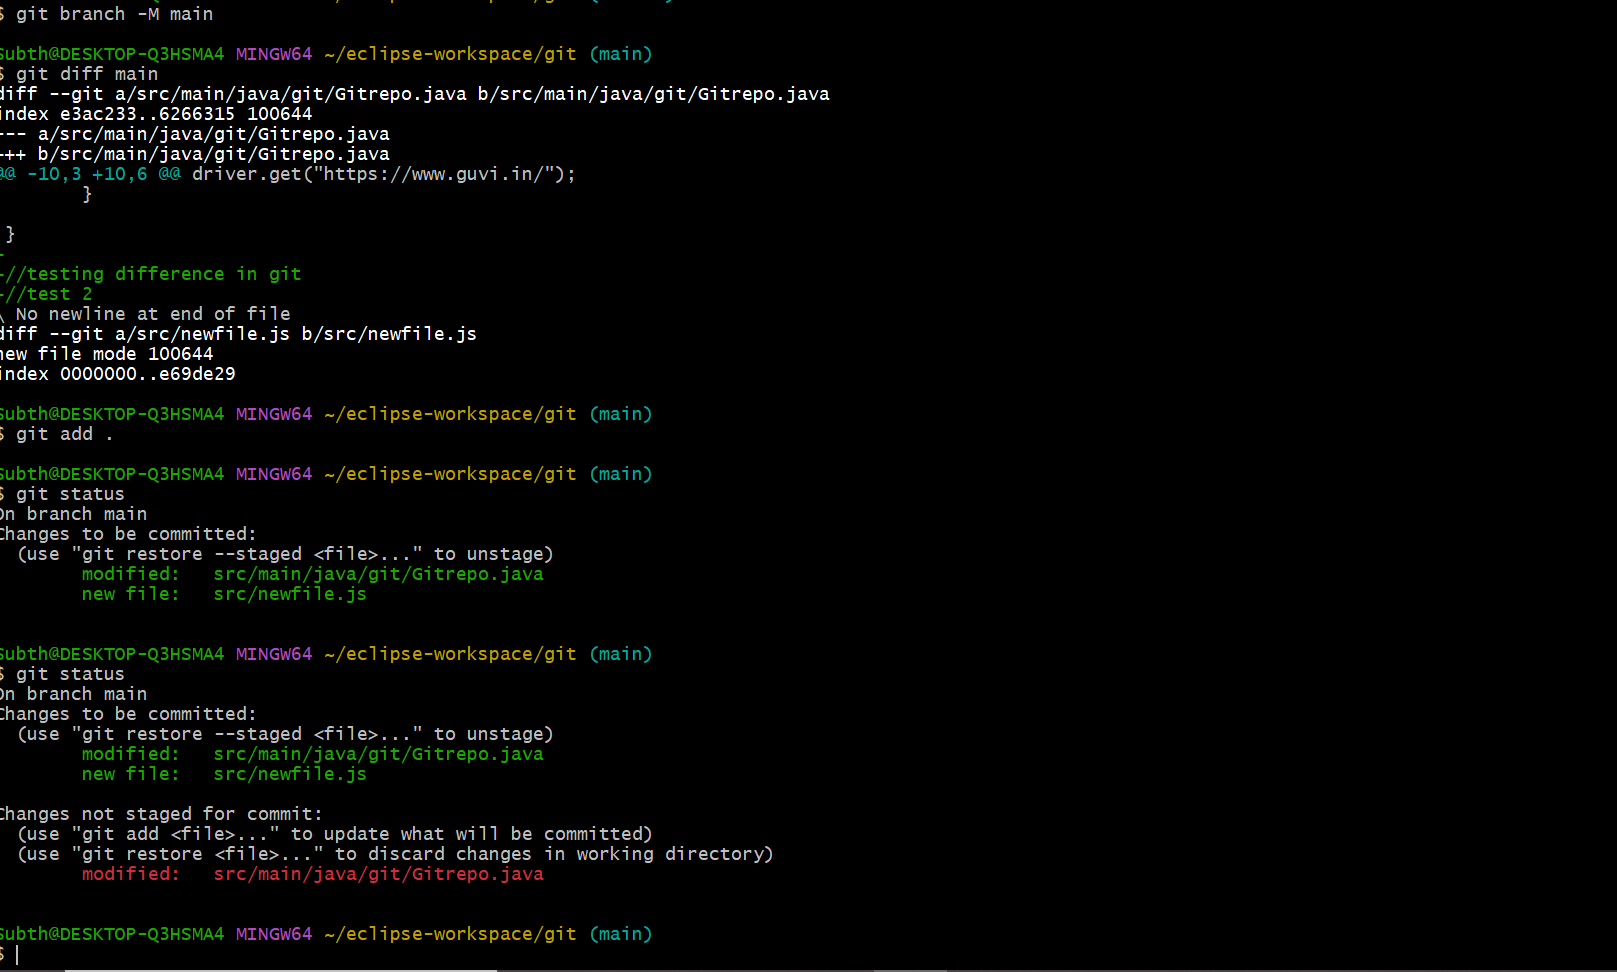 $ git branch -M main
Subth@DESKTOP-Q3HSMA4 MINGW64 ~/eclipse-workspace/git (main)
$ git diff main
diff --git a/src/main/java/git/Gitrepo.java b/src/main/java/git/Gitrepo.java
index e3ac233..6266315 100644
--- a/src/main/java/git/Gitrepo.java
+++ b/src/main/java/git/Gitrepo.java
@@ -10,3 +10,6 @@ driver.get("https://www.guvi.in/");
        }
 }
+
+//testing difference in git
+//test 2
\ No newline at end of file
diff --git a/src/newfile.js b/src/newfile.js
new file mode 100644
index 0000000..e69de29
Subth@DESKTOP-Q3HSMA4 MINGW64 ~/eclipse-workspace/git (main)
$ git add .
Subth@DESKTOP-Q3HSMA4 MINGW64 ~/eclipse-workspace/git (main)
$ git status
On branch main
Changes to be committed:
  (use "git restore --staged <file>..." to unstage)
        modified:   src/main/java/git/Gitrepo.java
        new file:   src/newfile.js
Subth@DESKTOP-Q3HSMA4 MINGW64 ~/eclipse-workspace/git (main)
$ git status
On branch main
Changes to be committed:
  (use "git restore --staged <file>..." to unstage)
        modified:   src/main/java/git/Gitrepo.java
        new file:   src/newfile.js
Changes not staged for commit:
  (use "git add <file>..." to update what will be committed)
  (use "git restore <file>..." to discard changes in working directory)
        modified:   src/main/java/git/Gitrepo.java
Subth@DESKTOP-Q3HSMA4 MINGW64 ~/eclipse-workspace/git (main)
$